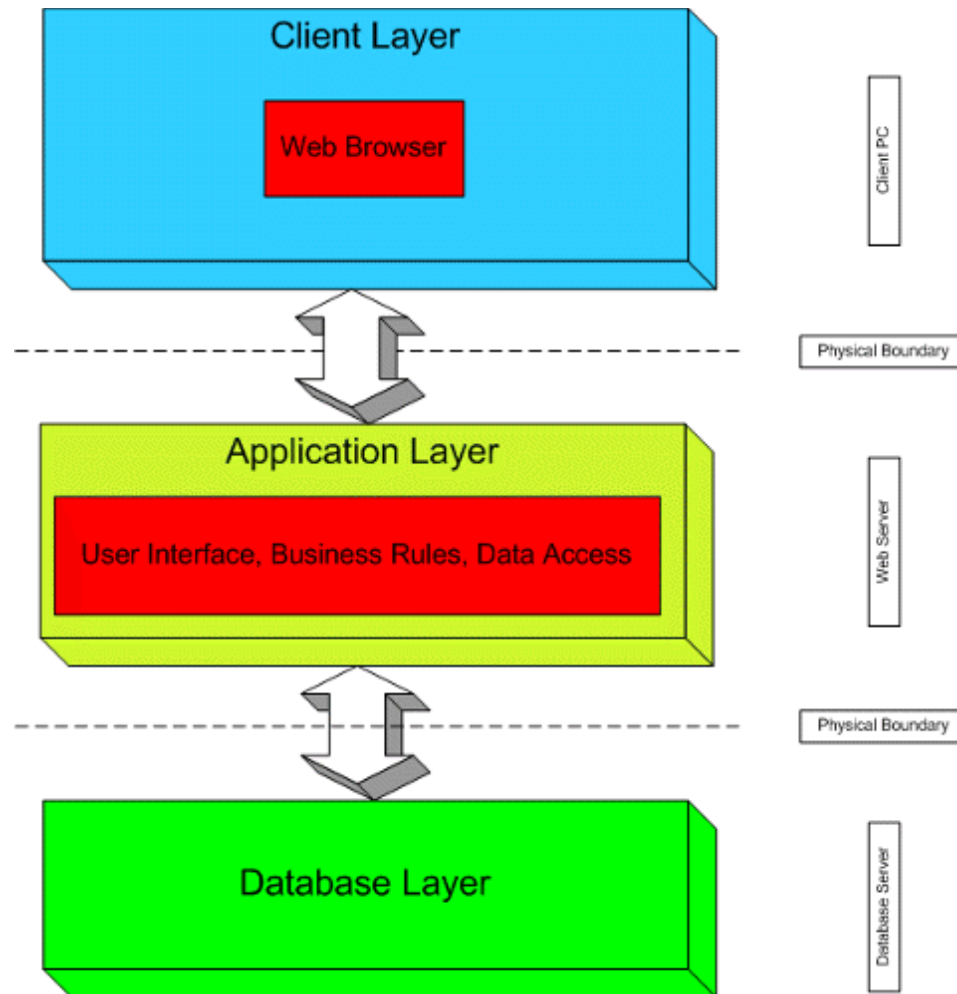 Client Layer
Web Browser
Client PC
Physical Boundary
Application Layer
User Interface, Business Rules, Data Access
Web Server
Physical Boundary
Database Layer
Database Server